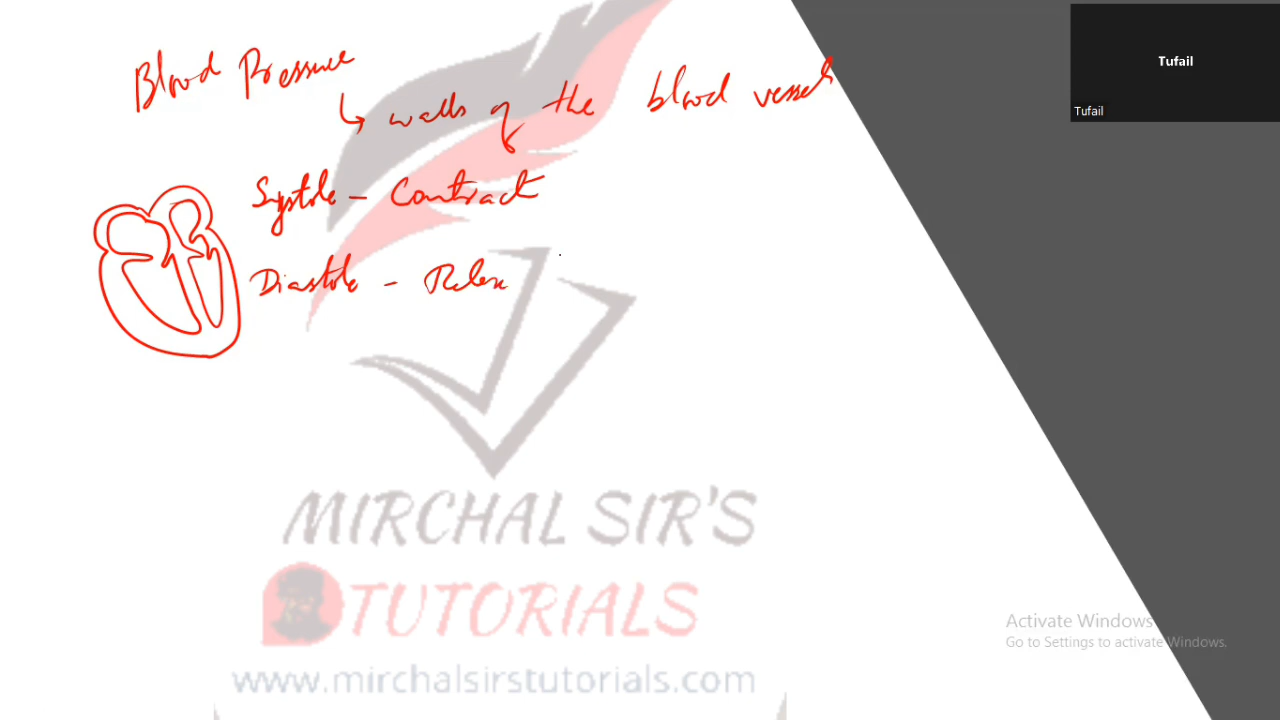 Blood Pressure
↳ walls of the blood vessels
Systole - Contract
Diastole - Relax
MIRCHAL SIR'S
TUTORIALS
www.mirchalsirstutorials.com
Tufail
Tufail
Activate Windows
Go to Settings to activate Windows.